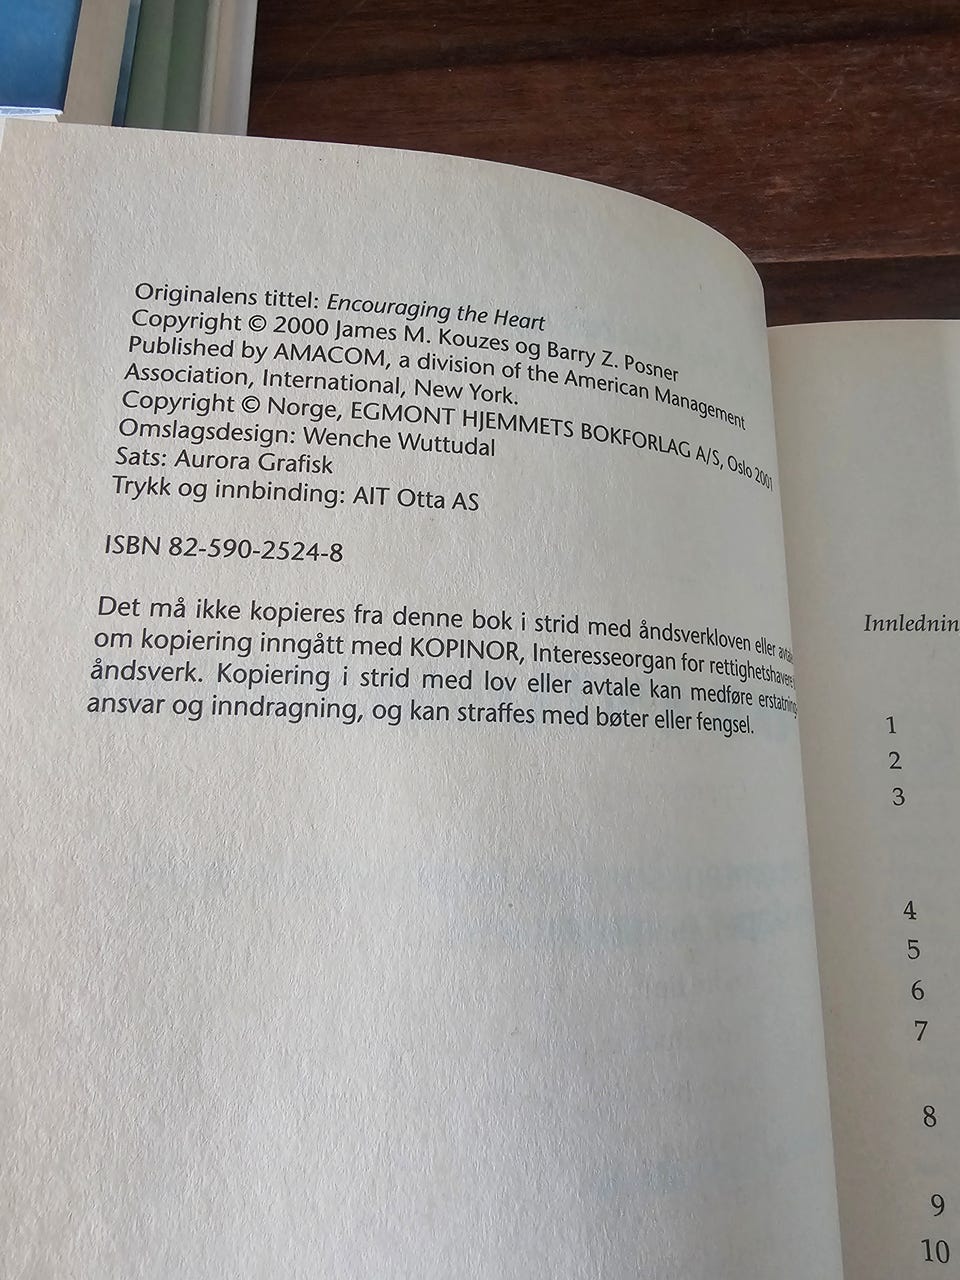 Originalens tittel: Encouraging the Heart
Copyright © 2000 James M. Kouzes og Barry Z. Posner
Published by AMACOM, a division of the American Management
Association, International, New York.
Copyright © Norge, EGMONT HJEMMETS BOKFORLAG A/S, Oslo 2001
Omslagsdesign: Wenche Wuttudal
Sats: Aurora Grafisk
Trykk og innbinding: AIT Otta AS
ISBN 82-590-2524-8
Det må ikke kopieres fra denne bok i strid med åndsverkloven eller
om kopiering inngått med KOPINOR, Interesseorgan for rettighetshavere
åndsverk. Kopiering i strid med lov eller avtale kan medføre erstatning
ansvar og inndragning, og kan straffes med bøter eller fengsel.
Innlednin
1
2
3
4
5
6
7
8
9
10